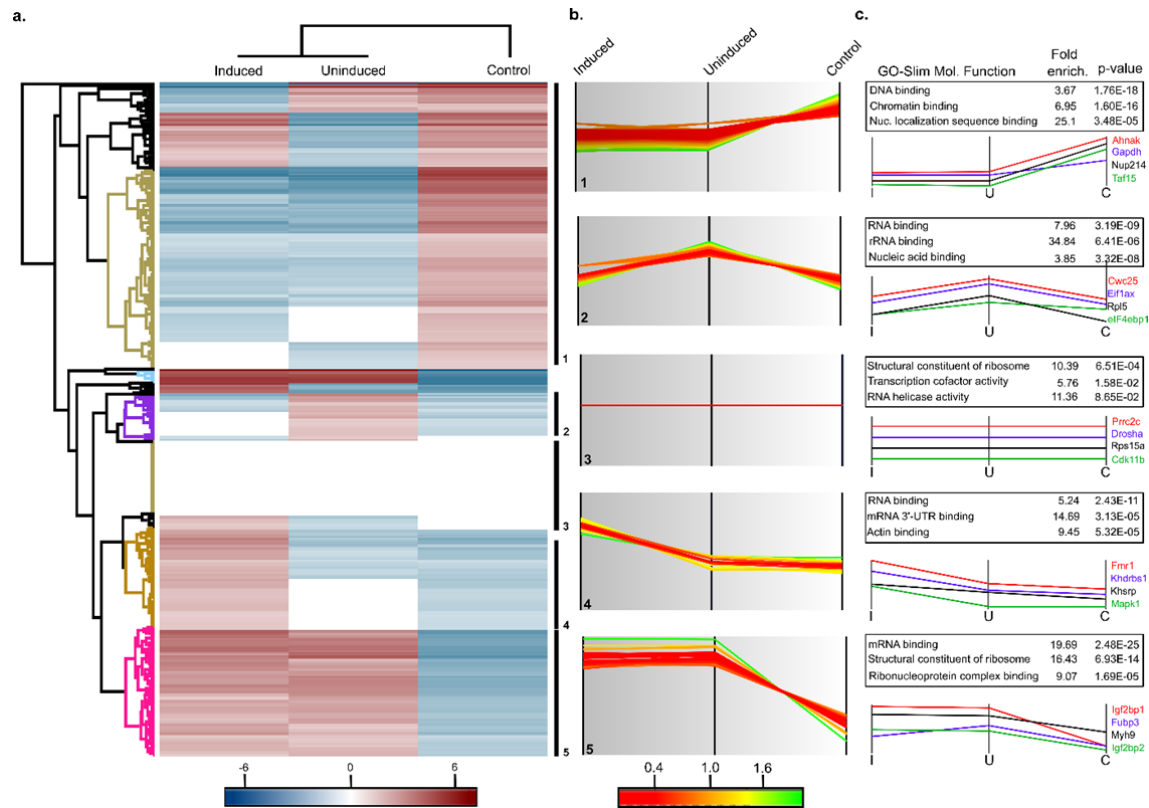 a.
Induced
Uninduced
Control
1
2
3
4
5
-6
0
6
b.
Induced
Uninduced
Control
1
2
3
4
5
0.4
1.0
1.6
c.
GO-Slim Mol. Function Fold enrich. p-value
DNA binding 3.67 1.76E-18
Chromatin binding 6.95 1.60E-16
Nuc. localization sequence binding 25.1 3.48E-05
Ahnak
Gapdh
Nup214
Taf15
I U C
RNA binding 7.96 3.19E-09
rRNA binding 34.84 6.41E-06
Nucleic acid binding 3.85 3.32E-08
Cwc25
Eif1ax
Rpl5
eIF4ebp1
I U C
Structural constituent of ribosome 10.39 6.51E-04
Transcription cofactor activity 5.76 1.58E-02
RNA helicase activity 11.36 8.65E-02
Prrc2c
Drosha
Rps15a
Cdk11b
I U C
RNA binding 5.24 2.43E-11
mRNA 3'-UTR binding 14.69 3.13E-05
Actin binding 9.45 5.32E-05
Fmr1
Khdrbs1
Khsrp
Mapk1
I U C
mRNA binding 19.69 2.48E-25
Structural constituent of ribosome 16.43 6.93E-14
Ribonucleoprotein complex binding 9.07 1.69E-05
Igf2bp1
Fubp3
Myh9
Igf2bp2
I U C